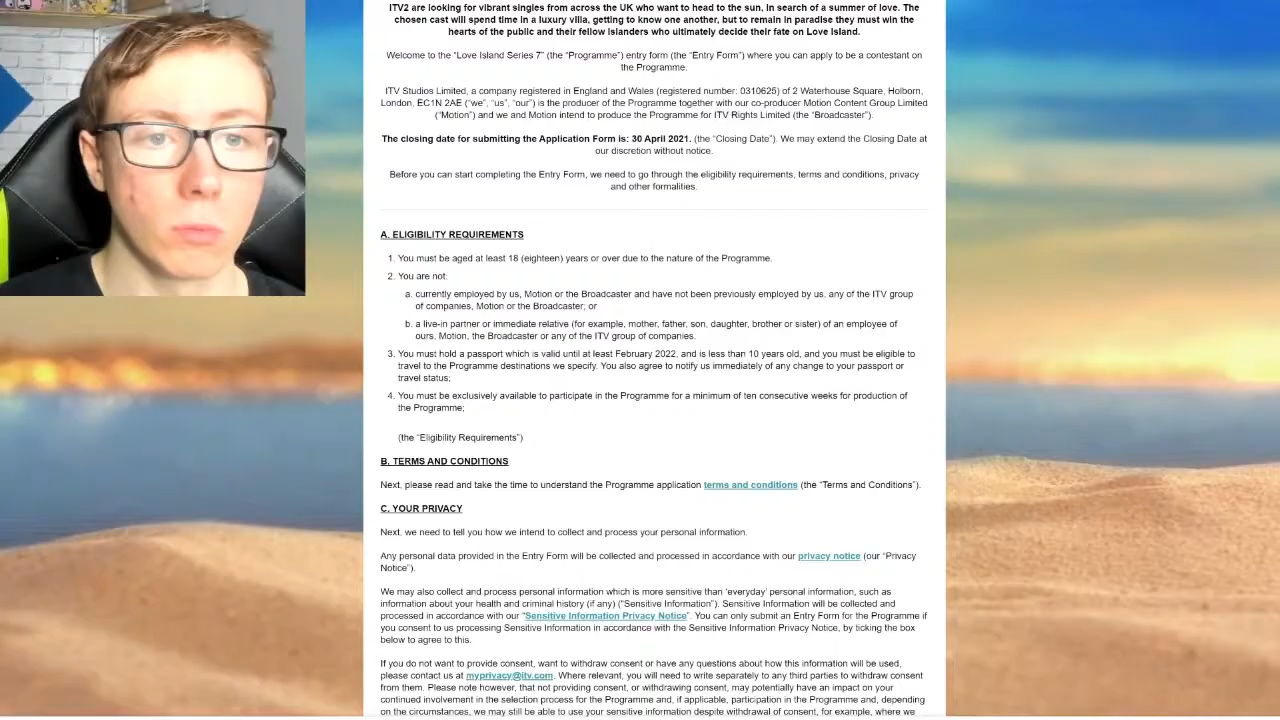 ITV2 are looking for vibrant singles from across the UK who want to head to the sun, in search of a summer of love. The
chosen cast will spend time in a luxury villa, getting to know one another, but to remain in paradise they must win the
hearts of the public and their fellow Islanders who ultimately decide their fate on Love Island.
Welcome to the “Love Island Series 7” (the “Programme”) entry form (the “Entry Form”) where you can apply to be a contestant on
the Programme.
ITV Studios Limited, a company registered in England and Wales (registered number: 0310625) of 2 Waterhouse Square, Holborn,
London, EC1N 2AE (“we”, “us”, “our”) is the producer of the Programme together with our co-producer Motion Content Group Limited
(“Motion”) and we and Motion intend to produce the Programme for ITV Rights Limited (the “Broadcaster”).
The closing date for submitting the Application Form is: 30 April 2021. (the “Closing Date”). We may extend the Closing Date at
our discretion without notice.
Before you can start completing the Entry Form, we need to go through the eligibility requirements, terms and conditions, privacy
and other formalities.
A. ELIGIBILITY REQUIREMENTS
1. You must be aged at least 18 (eighteen) years or over due to the nature of the Programme.
2. You are not:
a. currently employed by us, Motion or the Broadcaster and have not been previously employed by us, any of the ITV group
of companies, Motion or the Broadcaster; or
b. a live-in partner or immediate relative (for example, mother, father, son, daughter, brother or sister) of an employee of
ours, Motion, the Broadcaster or any of the ITV group of companies.
3. You must hold a passport which is valid until at least February 2022, and is less than 10 years old, and you must be eligible to
travel to the Programme destinations we specify. You also agree to notify us immediately of any change to your passport or
travel status;
4. You must be exclusively available to participate in the Programme for a minimum of ten consecutive weeks for production of
the Programme;
(the “Eligibility Requirements”)
B. TERMS AND CONDITIONS
Next, please read and take the time to understand the Programme application terms and conditions (the “Terms and Conditions”).
C. YOUR PRIVACY
Next, we need to tell you how we intend to collect and process your personal information.
Any personal data provided in the Entry Form will be collected and processed in accordance with our privacy notice (our “Privacy
Notice”).
We may also collect and process personal information which is more sensitive than ‘everyday’ personal information, such as
information about your health and criminal history (if any) (“Sensitive Information”). Sensitive Information will be collected and
processed in accordance with our “Sensitive Information Privacy Notice”. You can only submit an Entry Form for the Programme if
you consent to us processing Sensitive Information in accordance with the Sensitive Information Privacy Notice, by ticking the box
below to agree to this.
If you do not want to provide consent, want to withdraw consent or have any questions about how this information will be used,
please contact us at myprivacy@itv.com. Where relevant, you will need to write separately to any third parties to withdraw consent
from them. Please note however, that not providing consent, or withdrawing consent, may potentially have an impact on your
continued involvement in the selection process for the Programme and, if applicable, participation in the Programme and, depending
on the circumstances, we may still be able to use your sensitive information despite withdrawal of consent, for example, where we